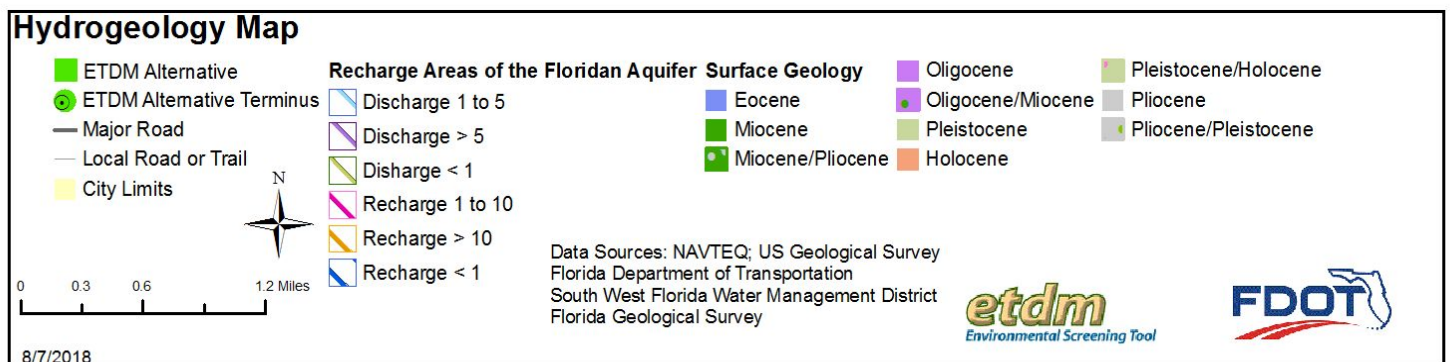 Hydrogeology Map
ETDM Alternative
ETDM Alternative Terminus
Major Road
Local Road or Trail
City Limits
N
0 0.3 0.6 1.2 Miles
8/7/2018
Recharge Areas of the Floridan Aquifer
Discharge 1 to 5
Discharge > 5
Disharge < 1
Recharge 1 to 10
Recharge > 10
Recharge < 1
Surface Geology
Eocene
Miocene
Miocene/Pliocene
Oligocene
Oligocene/Miocene
Pleistocene
Holocene
Pleistocene/Holocene
Pliocene
Pliocene/Pleistocene
Data Sources: NAVTEQ; US Geological Survey
Florida Department of Transportation
South West Florida Water Management District
Florida Geological Survey
etdm
Environmental Screening Tool
FDOT